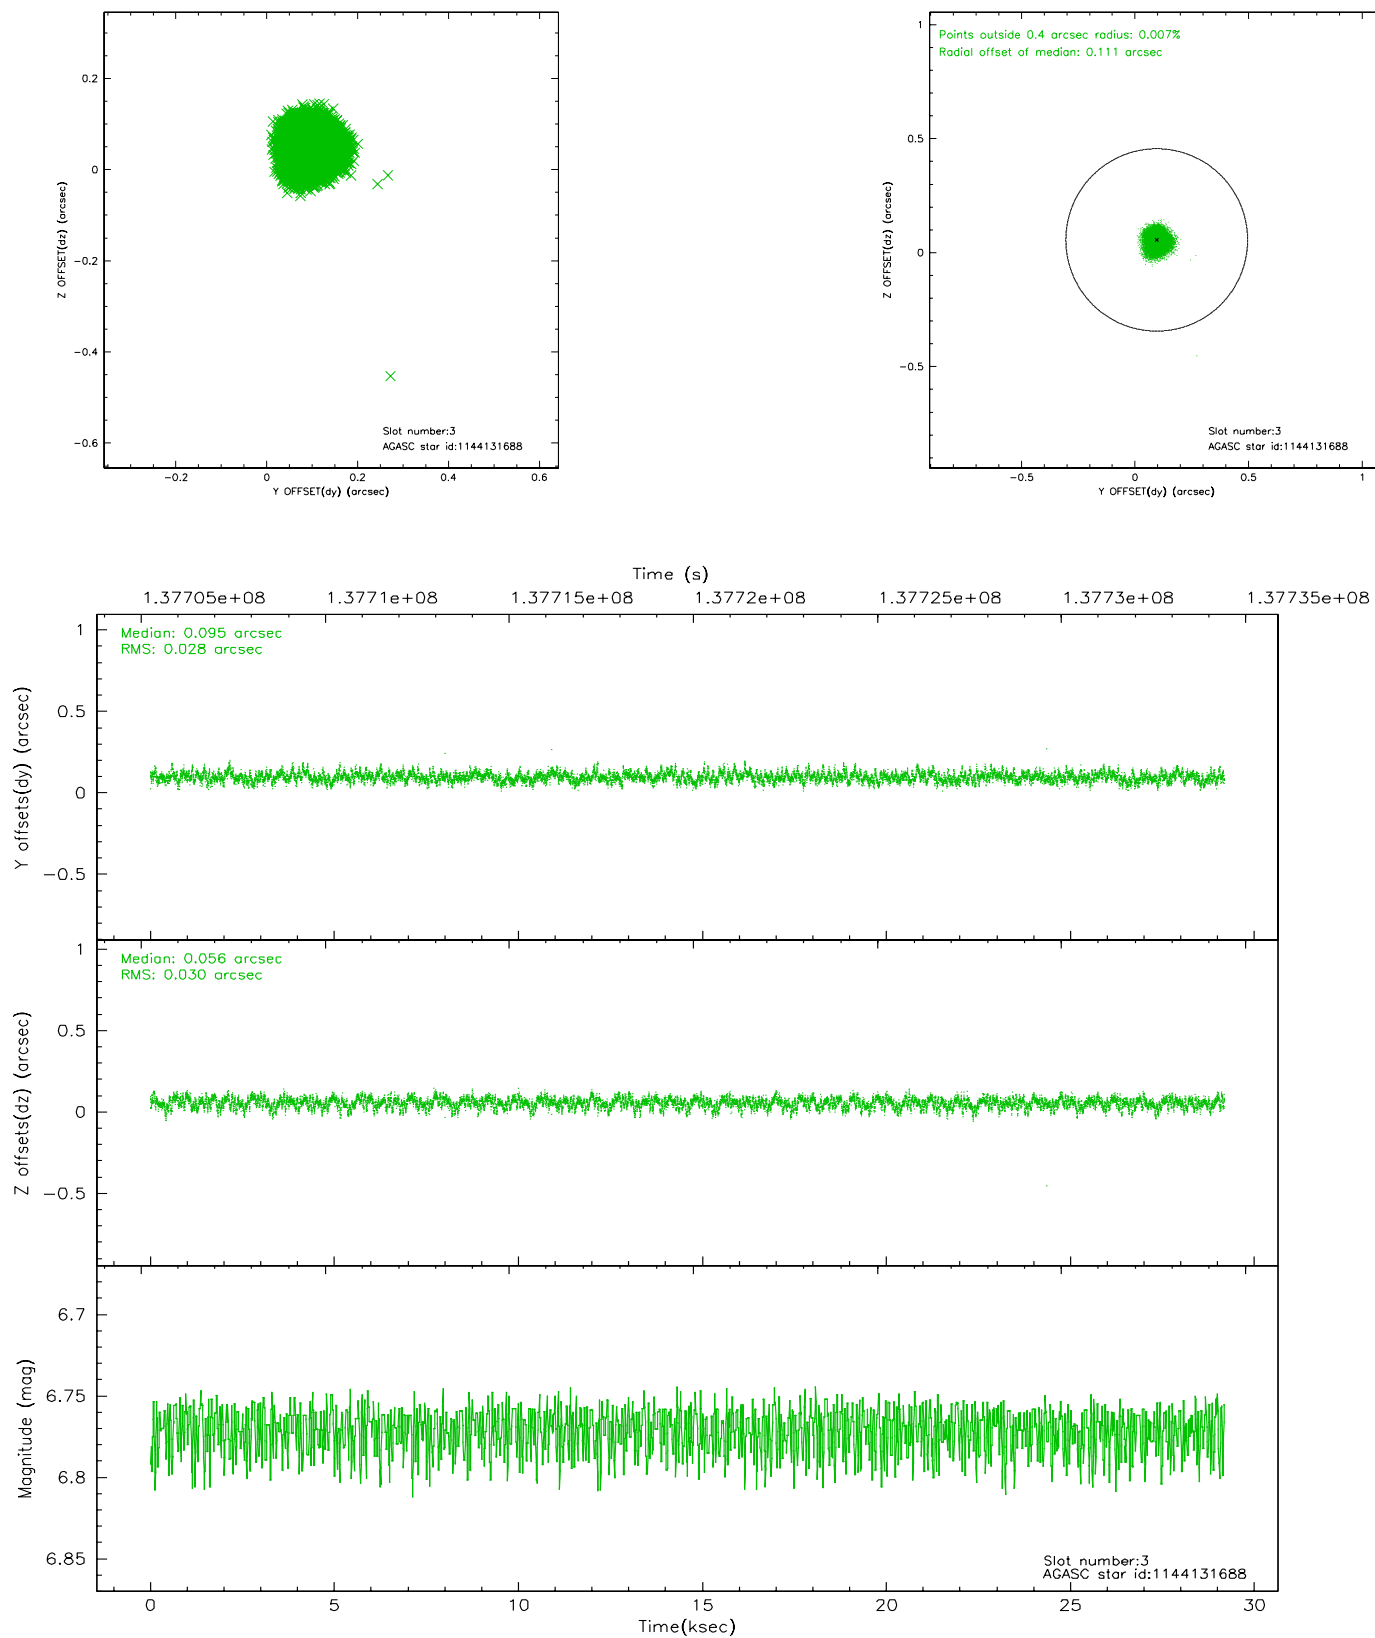 0.2
0
−0.2
−0.4
−0.6
Z OFFSET(dz) (arcsec)
Slot number:3
AGASC star id:1144131688
−0.2 0 0.2 0.4 0.6
Y OFFSET(dy) (arcsec)
Points outside 0.4 arcsec radius: 0.007%
Radial offset of median: 0.111 arcsec
1
0.5
0
−0.5
Z OFFSET(dz) (arcsec)
Slot number:3
AGASC star id:1144131688
−0.5 0 0.5 1
Y OFFSET(dy) (arcsec)
Time (s)
1.37705e+08 1.3771e+08 1.37715e+08 1.3772e+08 1.37725e+08 1.3773e+08 1.37735e+08
Median: 0.095 arcsec
RMS: 0.028 arcsec
1
0.5
0
−0.5
Y offsets(dy) (arcsec)
Median: 0.056 arcsec
RMS: 0.030 arcsec
1
0.5
0
−0.5
Z offsets(dz) (arcsec)
6.7
6.75
6.8
6.85
Magnitude (mag)
Slot number:3
AGASC star id:1144131688
0 5 10 15 20 25 30
Time(ksec)